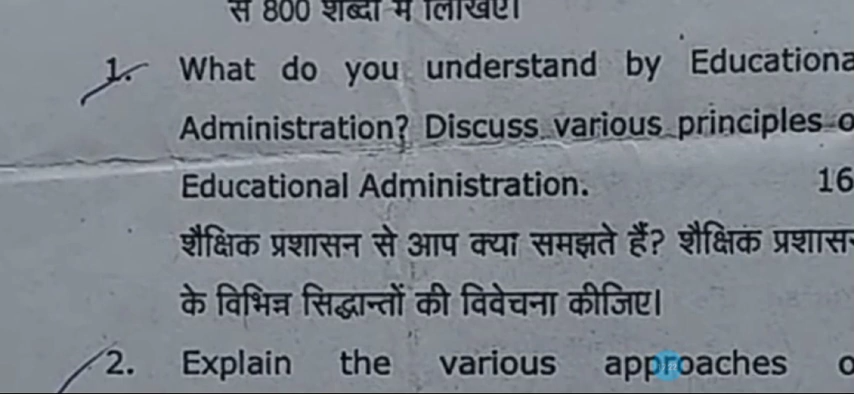 से 800 शब्दों में लिखिए।
1. What do you understand by Educationa
Administration? Discuss various principles o
Educational Administration. 16
शैक्षिक प्रशासन से आप क्या समझते हैं? शैक्षिक प्रशास
के विभिन्न सिद्धान्तों की विवेचना कीजिए।
2. Explain the various approaches o